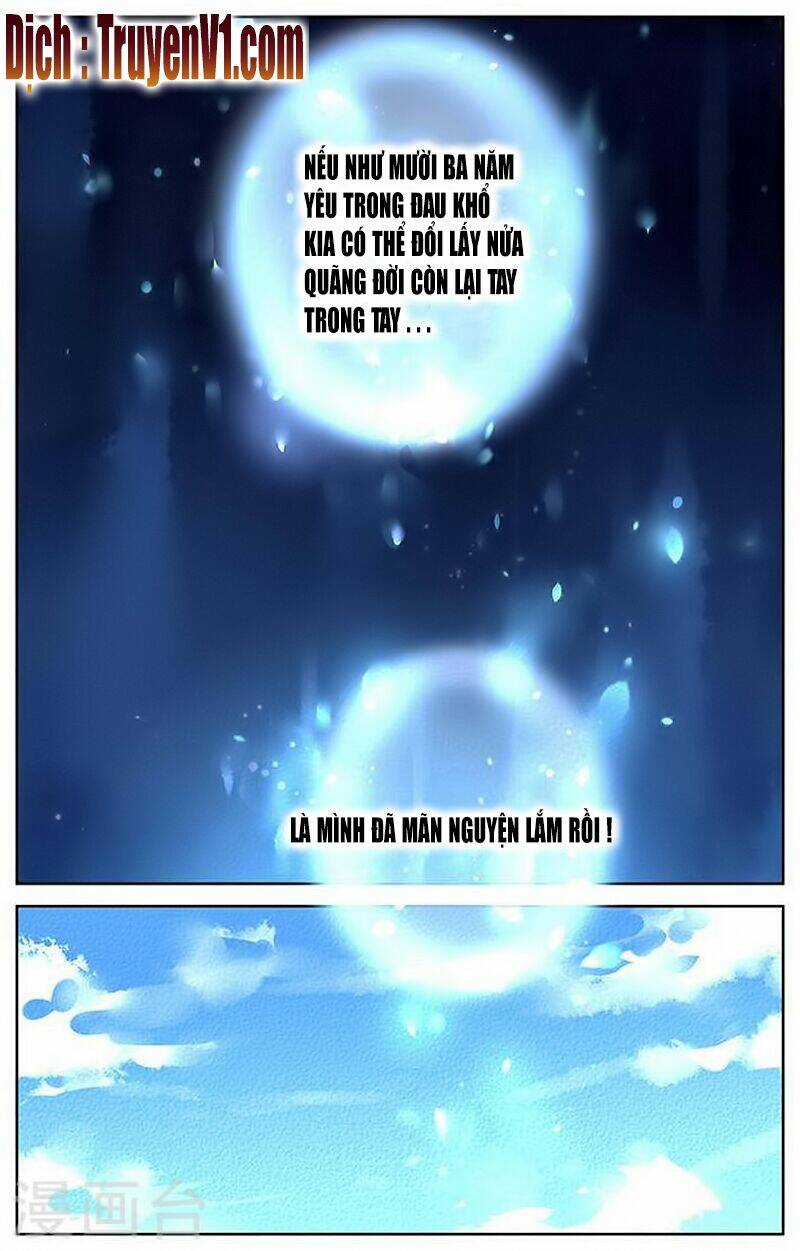 Dịch : TruyenV1.com
NẾU NHƯ MƯỜI BA NĂM
YÊU TRONG ĐAU KHỔ
KIA CÓ THỂ ĐỔI LẤY NỬA
QUÃNG ĐỜI CÒN LẠI TAY
TRONG TAY . . .
LÀ MÌNH ĐÃ MÃN NGUYỆN LẮM RỒI !
漫画台